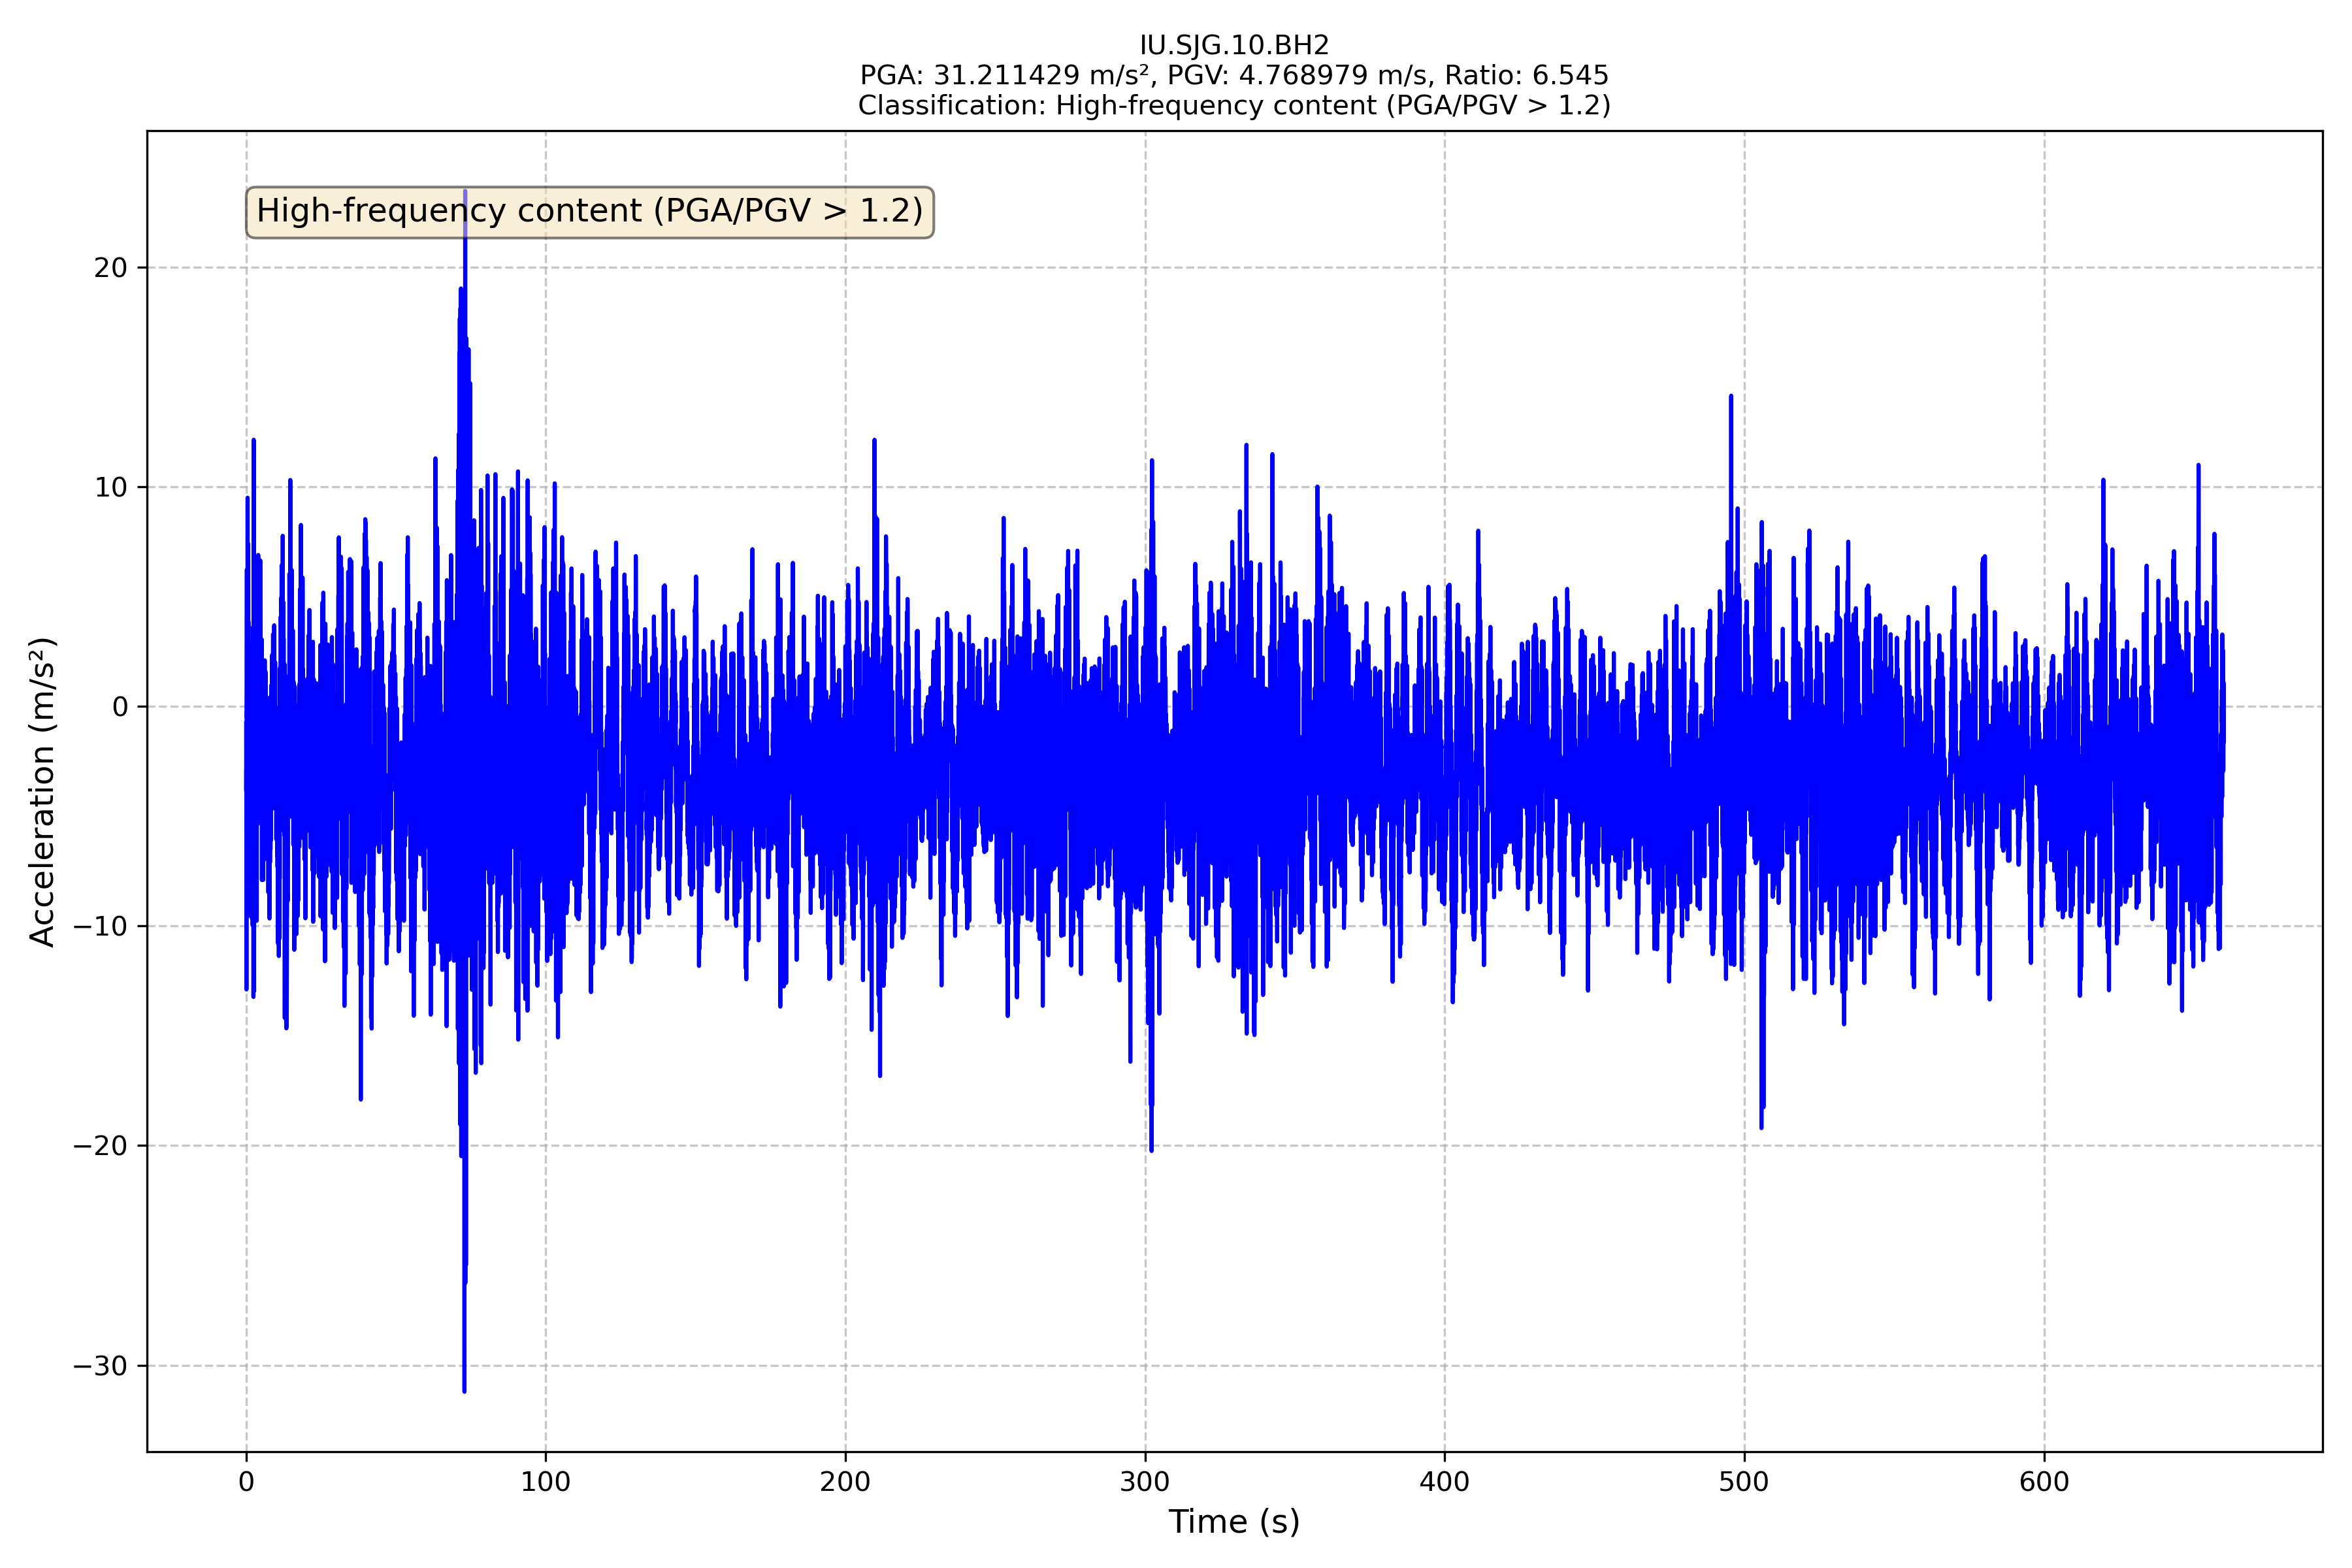 IU.SJG.10.BH2
PGA: 31.211429 m/s², PGV: 4.768979 m/s, Ratio: 6.545
Classification: High-frequency content (PGA/PGV > 1.2)
High-frequency content (PGA/PGV > 1.2)
20
10
0
−10
−20
−30
Acceleration (m/s²)
0 100 200 300 400 500 600
Time (s)